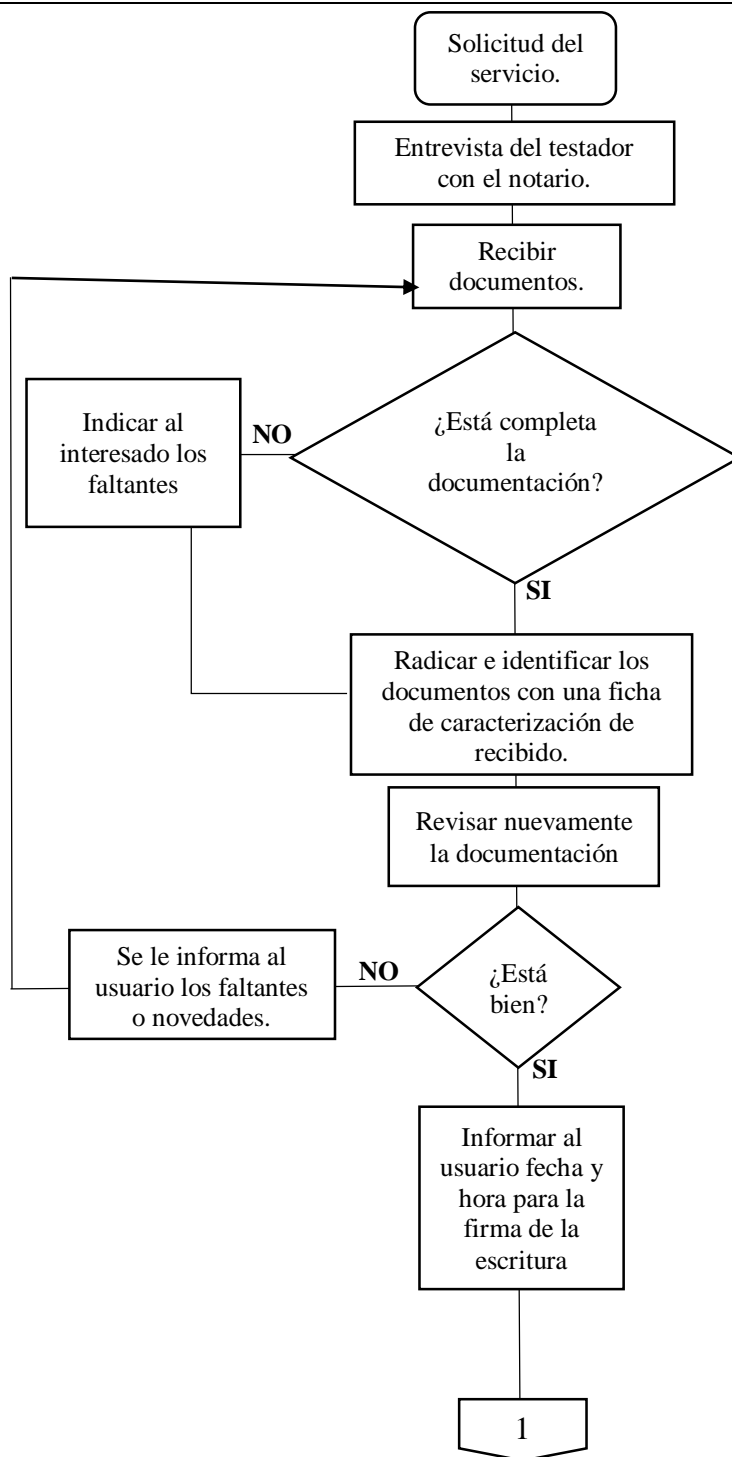 Solicitud del
servicio.
Entrevista del testador
con el notario.
Recibir
documentos.
¿Está completa
la
documentación?
NO
Indicar al
interesado los
faltantes
SI
Radicar e identificar los
documentos con una ficha
de caracterización de
recibido.
Revisar nuevamente
la documentación
¿Está
bien?
NO
Se le informa al
usuario los faltantes
o novedades.
SI
Informar al
usuario fecha y
hora para la
firma de la
escritura
1